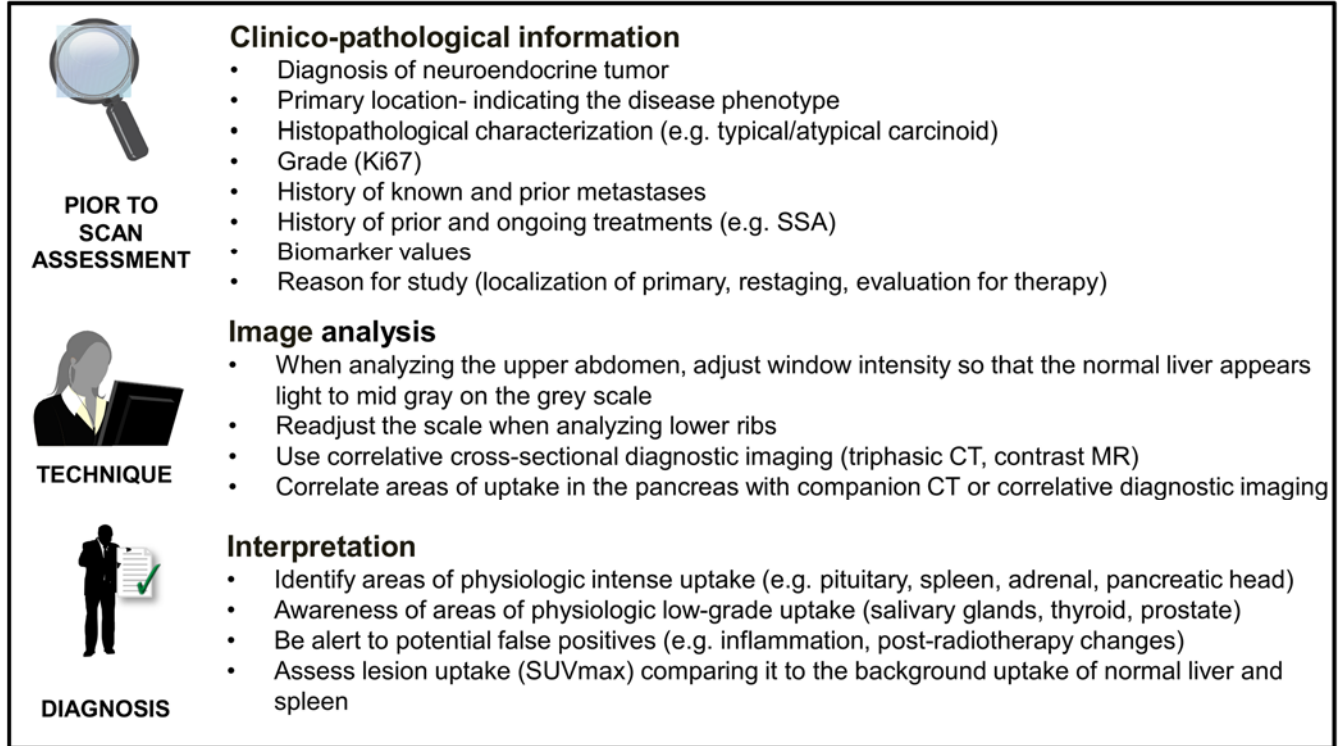 Clinico-pathological information
• Diagnosis of neuroendocrine tumor
• Primary location- indicating the disease phenotype
• Histopathological characterization (e.g. typical/atypical carcinoid)
• Grade (Ki67)
• History of known and prior metastases
• History of prior and ongoing treatments (e.g. SSA)
• Biomarker values
• Reason for study (localization of primary, restaging, evaluation for therapy)
PIOR TO
SCAN
ASSESSMENT
Image analysis
• When analyzing the upper abdomen, adjust window intensity so that the normal liver appears
light to mid gray on the grey scale
• Readjust the scale when analyzing lower ribs
• Use correlative cross-sectional diagnostic imaging (triphasic CT, contrast MR)
• Correlate areas of uptake in the pancreas with companion CT or correlative diagnostic imaging
TECHNIQUE
Interpretation
• Identify areas of physiologic intense uptake (e.g. pituitary, spleen, adrenal, pancreatic head)
• Awareness of areas of physiologic low-grade uptake (salivary glands, thyroid, prostate)
• Be alert to potential false positives (e.g. inflammation, post-radiotherapy changes)
• Assess lesion uptake (SUVmax) comparing it to the background uptake of normal liver and
spleen
DIAGNOSIS